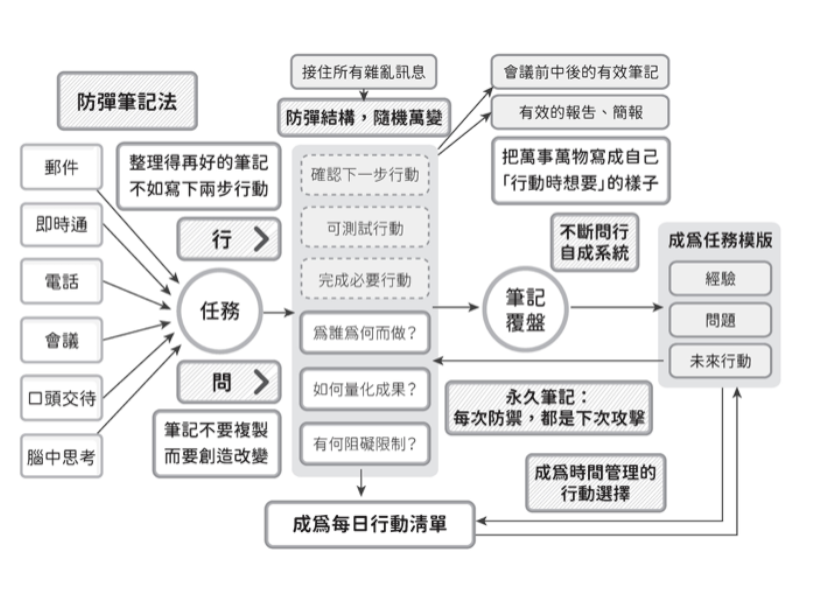 防彈筆記法
接住所有雜亂訊息
防彈結構，隨機萬變
會議前中後的有效筆記
有效的報告、簡報
把萬事萬物寫成自己
「行動時想要」的樣子
郵件
即時通
電話
會議
口頭交待
腦中思考
整理得再好的筆記
不如寫下兩步行動
行
任務
問
筆記不要複製
而要創造改變
確認下一步行動
可測試行動
完成必要行動
爲誰爲何而做？
如何量化成果？
有何阻礙限制？
筆記
覆盤
不斷問行
自成系統
成爲任務模版
經驗
問題
未來行動
永久筆記：
每次防禦，都是下次攻擊
成爲時間管理的
行動選擇
成爲每日行動清單